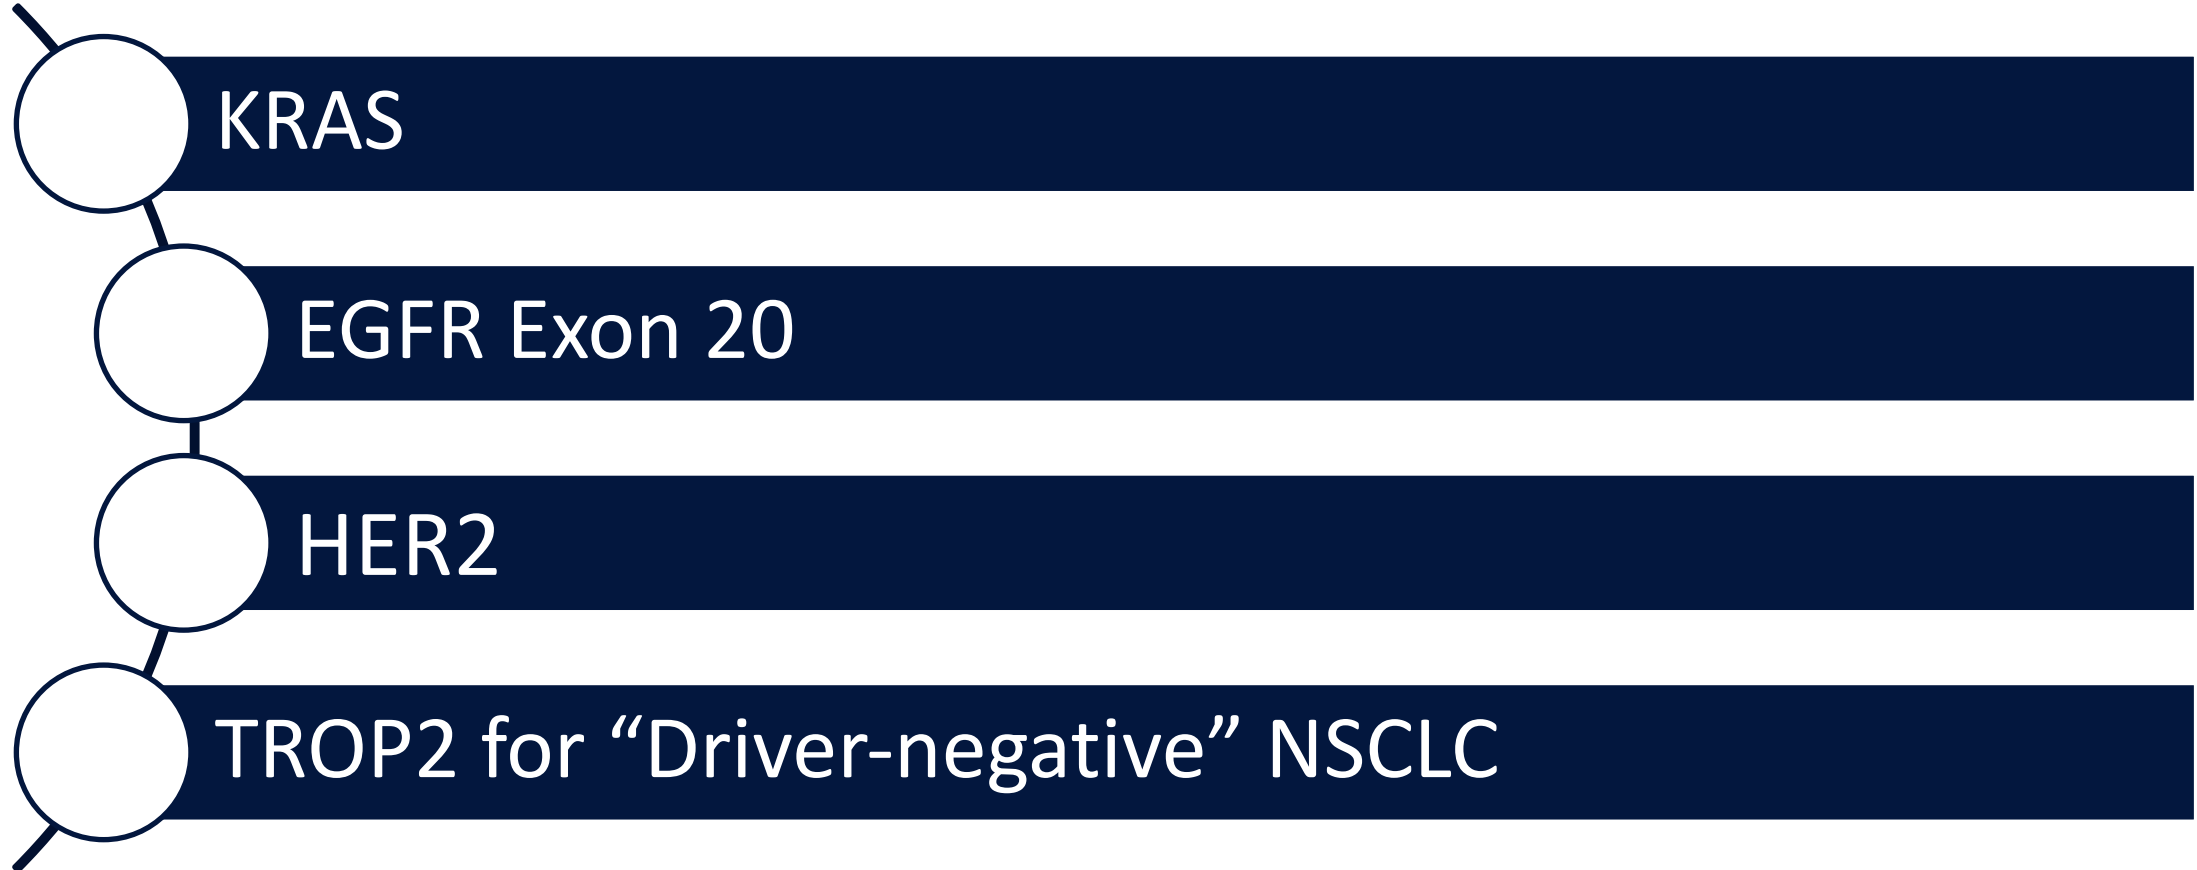 KRAS
EGFR Exon 20
HER2
TROP2 for “Driver-negative” NSCLC